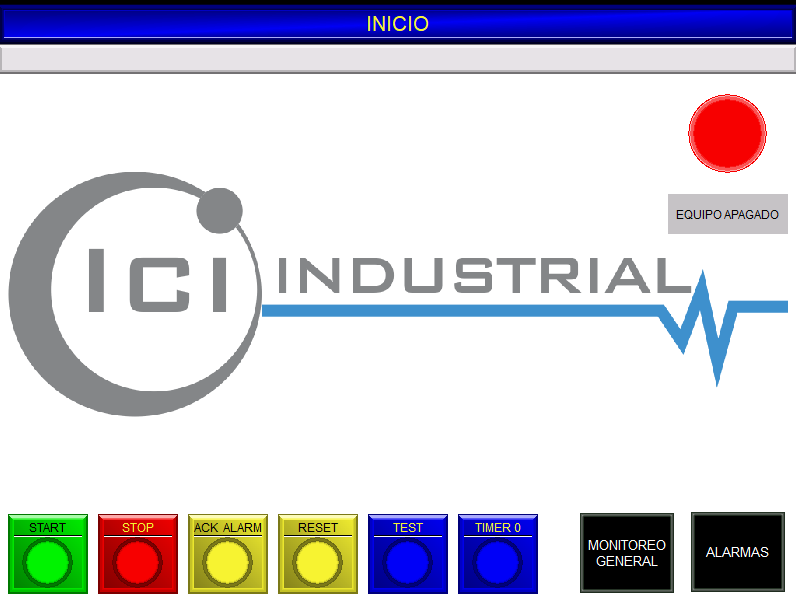 INICIO
EQUIPO APAGADO
ICI INDUSTRIAL
START
STOP
ACK ALARM
RESET
TEST
TIMER 0
MONITOREO
GENERAL
ALARMAS